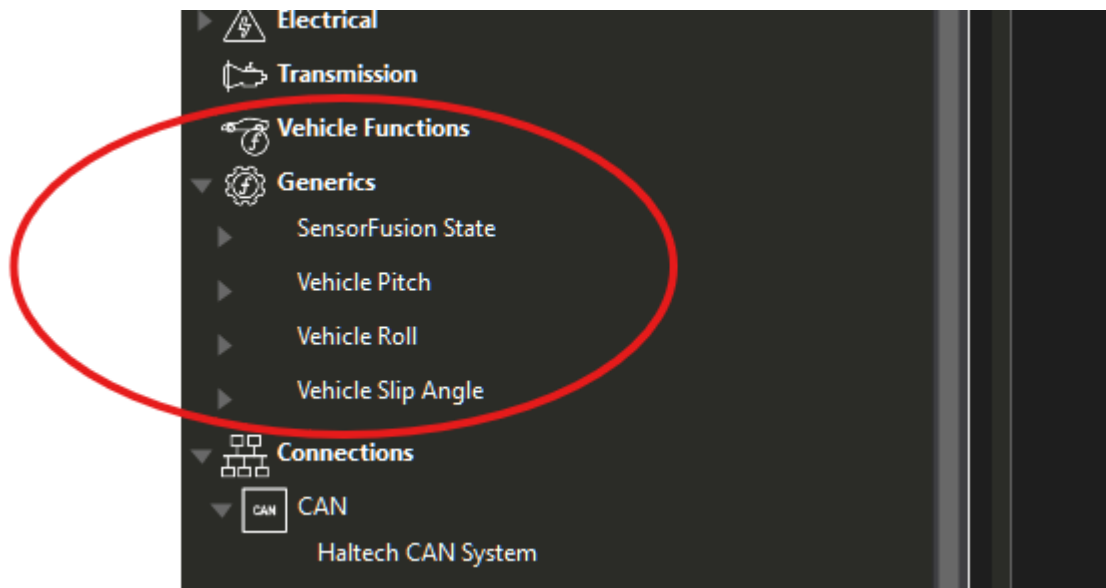 Electrical
Transmission
Vehicle Functions
Generics
SensorFusion State
Vehicle Pitch
Vehicle Roll
Vehicle Slip Angle
Connections
CAN CAN
Haltech CAN System